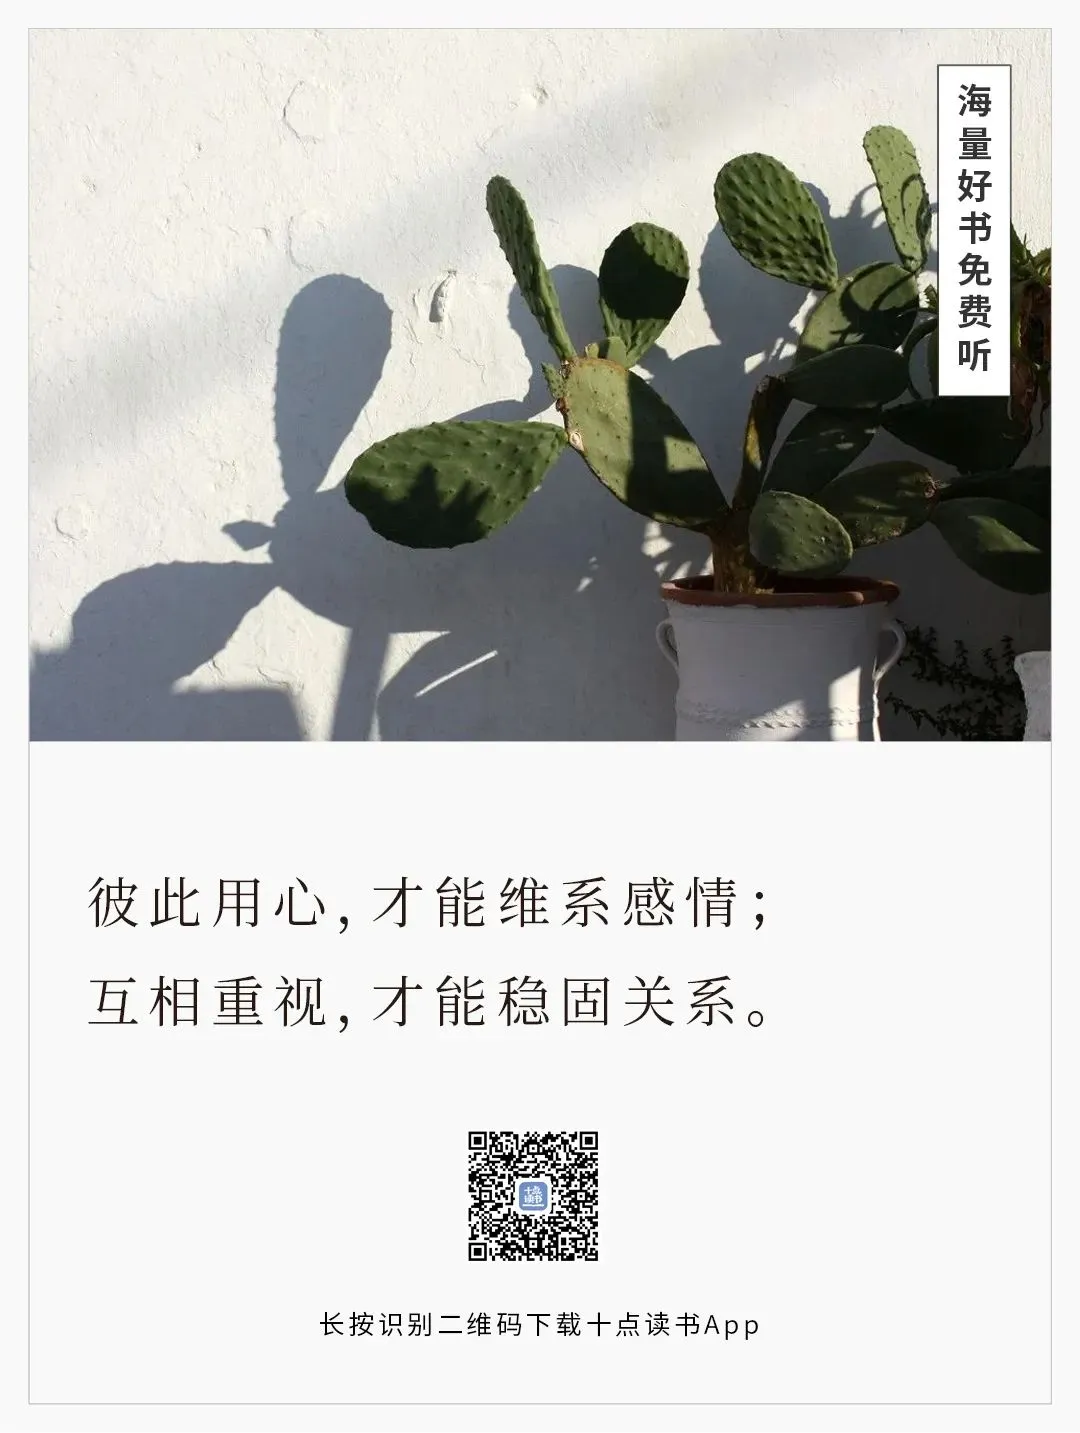 海量好书免费听
彼此用心，才能维系感情；
互相重视，才能稳固关系。
十点
读书
长按识别二维码下载十点读书App